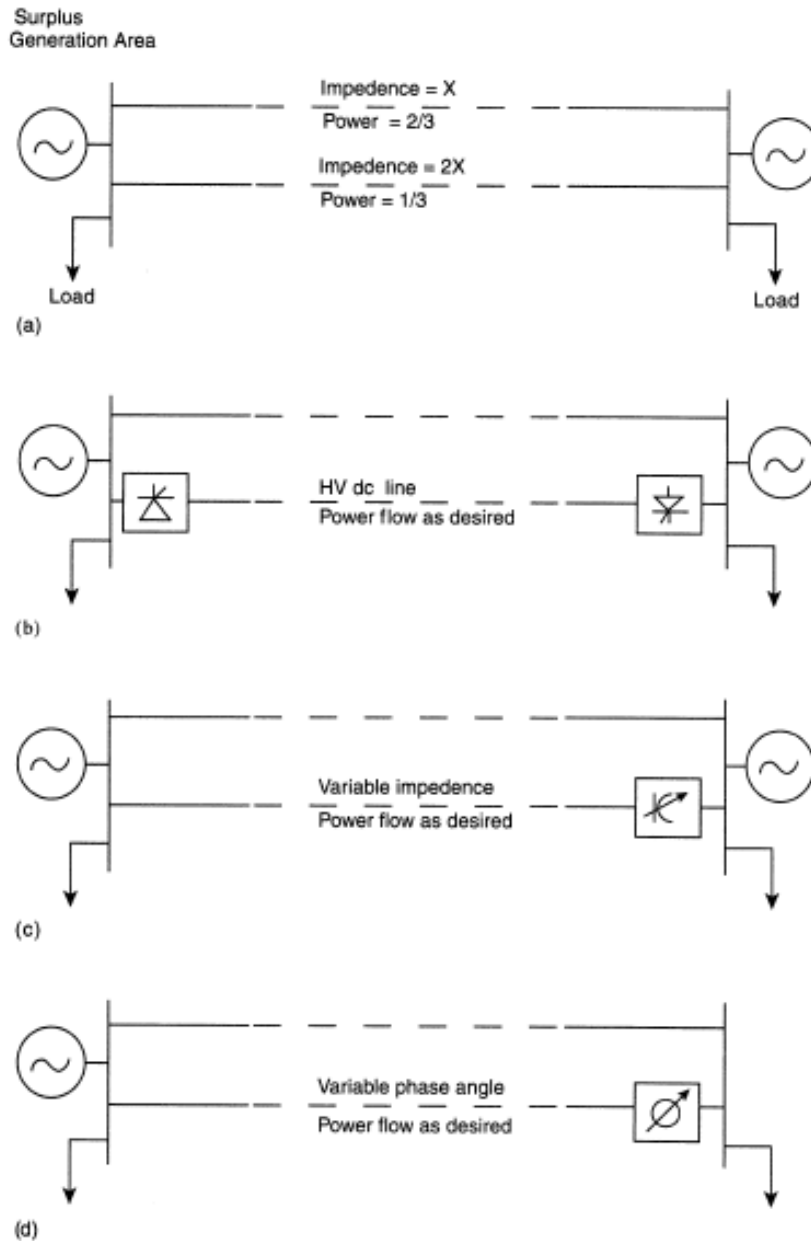 Surplus
Generation Area
Impedence = X
Power = 2/3
Impedence = 2X
Power = 1/3
Load
Load
(a)
HV dc line
Power flow as desired
(b)
Variable impedence
Power flow as desired
(c)
Variable phase angle
Power flow as desired
(d)